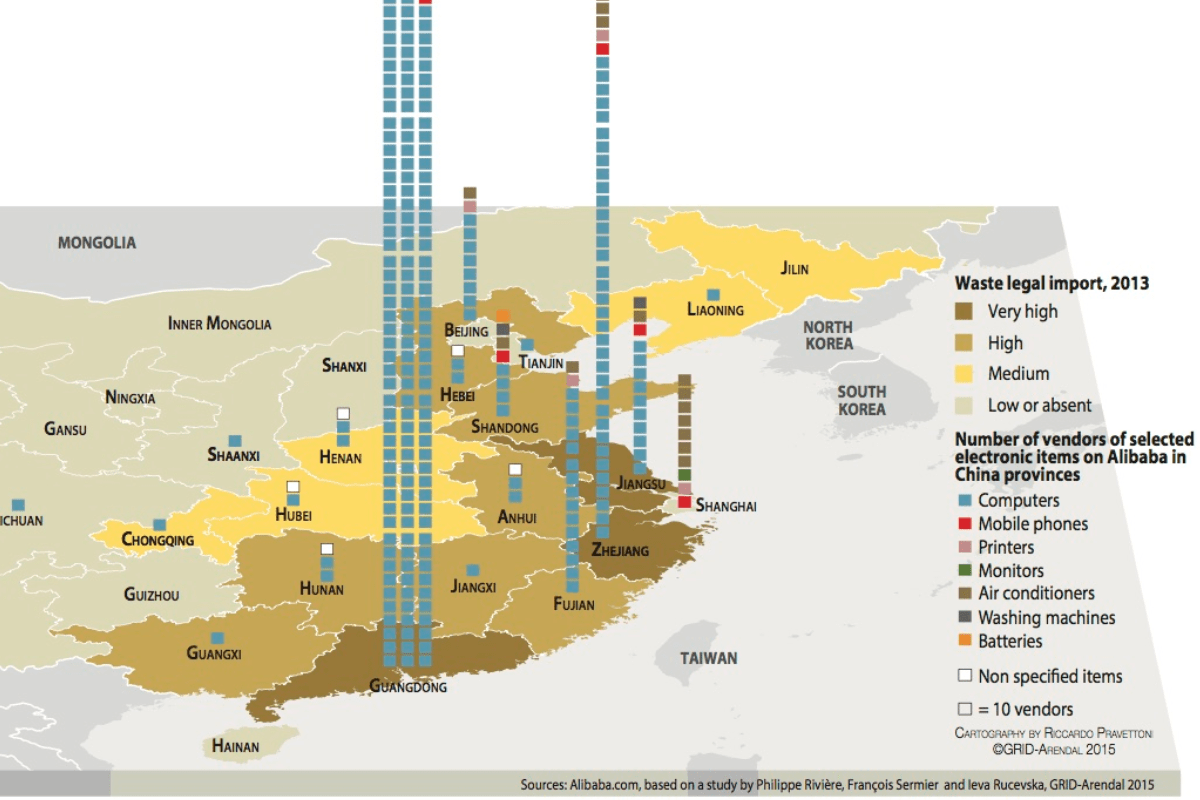 MONGOLIA
JILIN
Waste legal import, 2013
Very high
High
Medium
Low or absent
LIAONING
INNER MONGOLIA
BEIJING
NORTH
KOREA
SHANXI
TIANJIN
HEBEI
NINGXIA
SOUTH
KOREA
GANSU
SHANDONG
SHAANXI
HENAN
Number of vendors of selected
electronic items on Alibaba in
China provinces
Computers
Mobile phones
Printers
Monitors
Air conditioners
Washing machines
Batteries
Non specified items
= 10 vendors
JIANGSU
SHANGHAI
ICHUAN
HUBEI
ANHUI
CHONGQING
ZHEJIANG
GUIZHOU
HUNAN
JIANGXI
FUJIAN
GUANGXI
TAIWAN
GUANGDONG
HAINAN
CARTOGRAPHY BY RICCARDO PRAVETTONI
©GRID-ARENDAL 2015
Sources: Alibaba.com, based on a study by Philippe Rivière, François Sermier and Ieva Rucevska, GRID-Arendal 2015